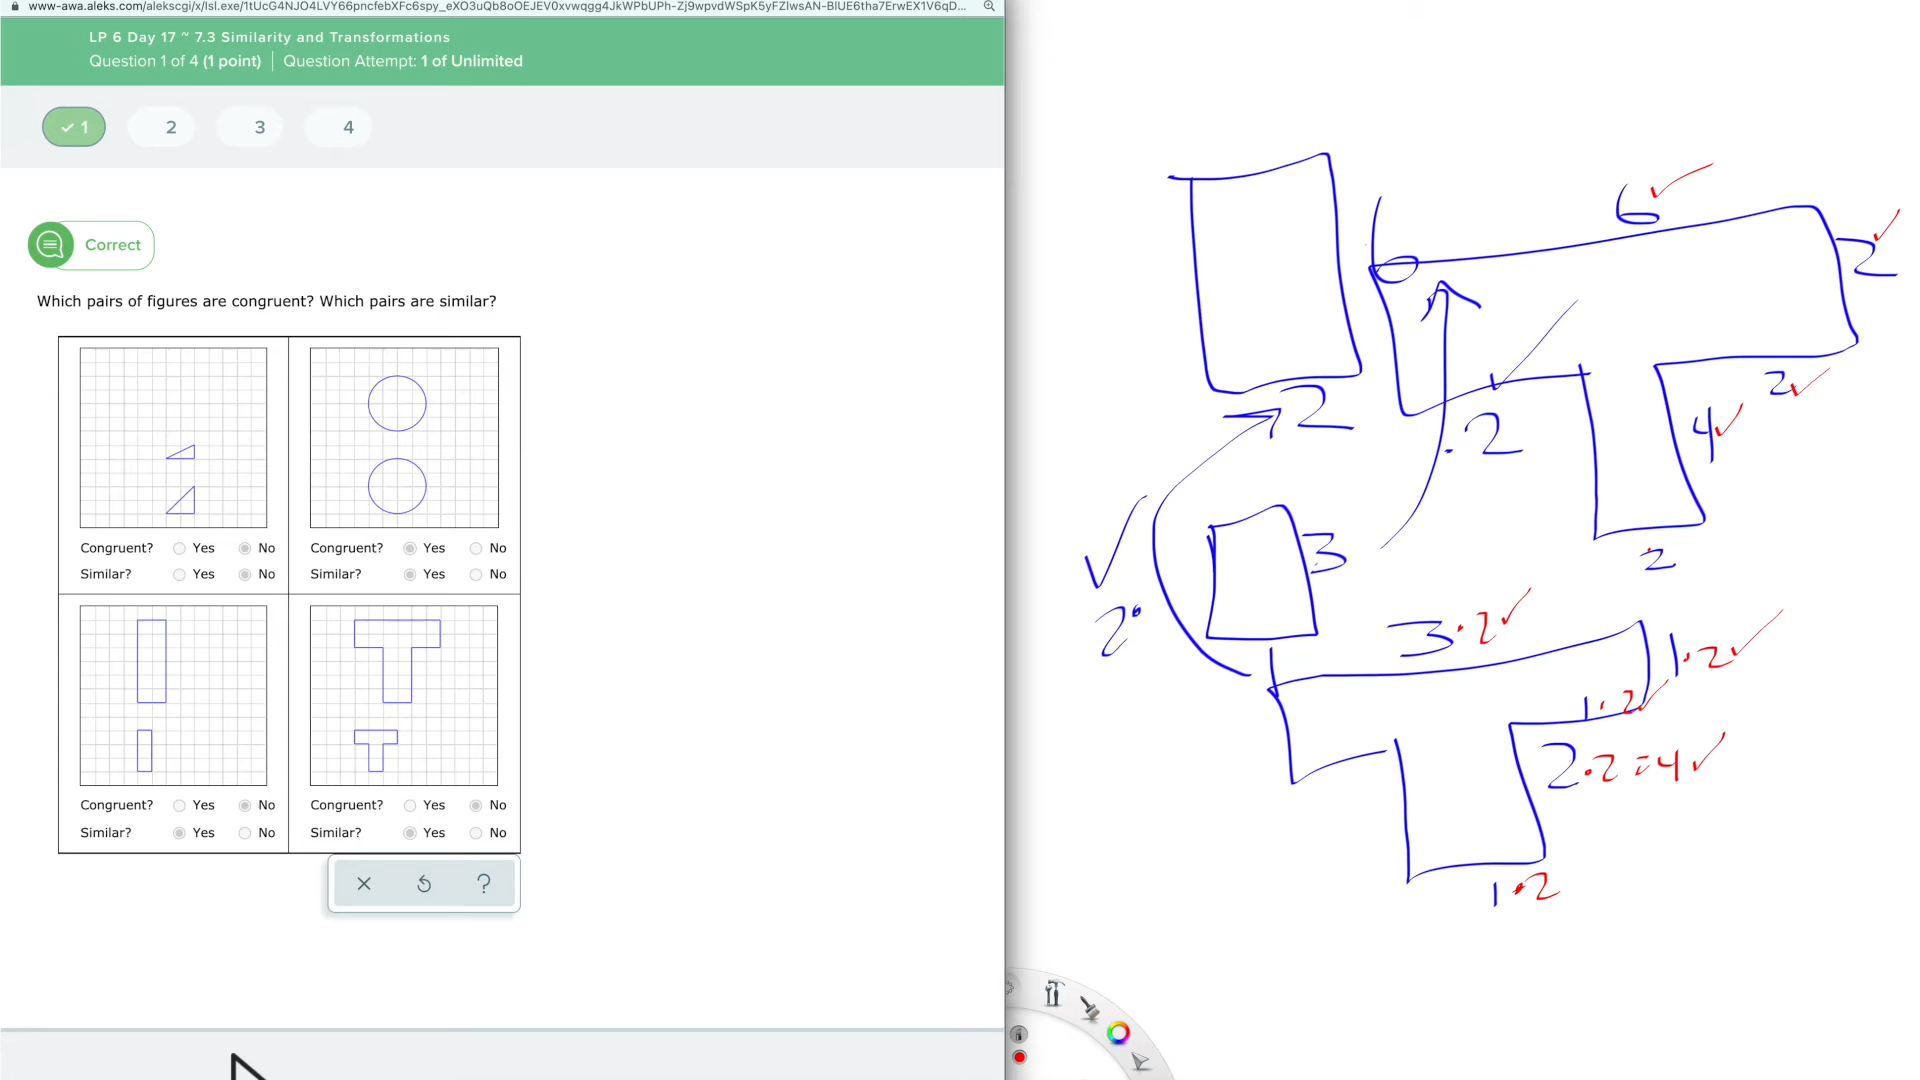 www-awa.aleks.com/alekscgi/x/Isl.exe/1tUcG4NJO4LVY66pncfebXFc6spy_eXO3uQb8oOEJEV0xvwqgg4JkWPbUPh-Zj9wpvdWSpK5yFZlwsAN-BlUE6tha7ErwEX1V6qD...
LP 6 Day 17 ~ 7.3 Similarity and Transformations
Question 1 of 4 (1 point) | Question Attempt: 1 of Unlimited
1 2 3 4
Correct
Which pairs of figures are congruent? Which pairs are similar?
Congruent? Yes No
Similar? Yes No
Congruent? Yes No
Similar? Yes No
Congruent? Yes No
Similar? Yes No
Congruent? Yes No
Similar? Yes No
?
6
6
2
2
2
4
.2
2
3
2·
3·2
1·2
1·2
2·2=4
1·2